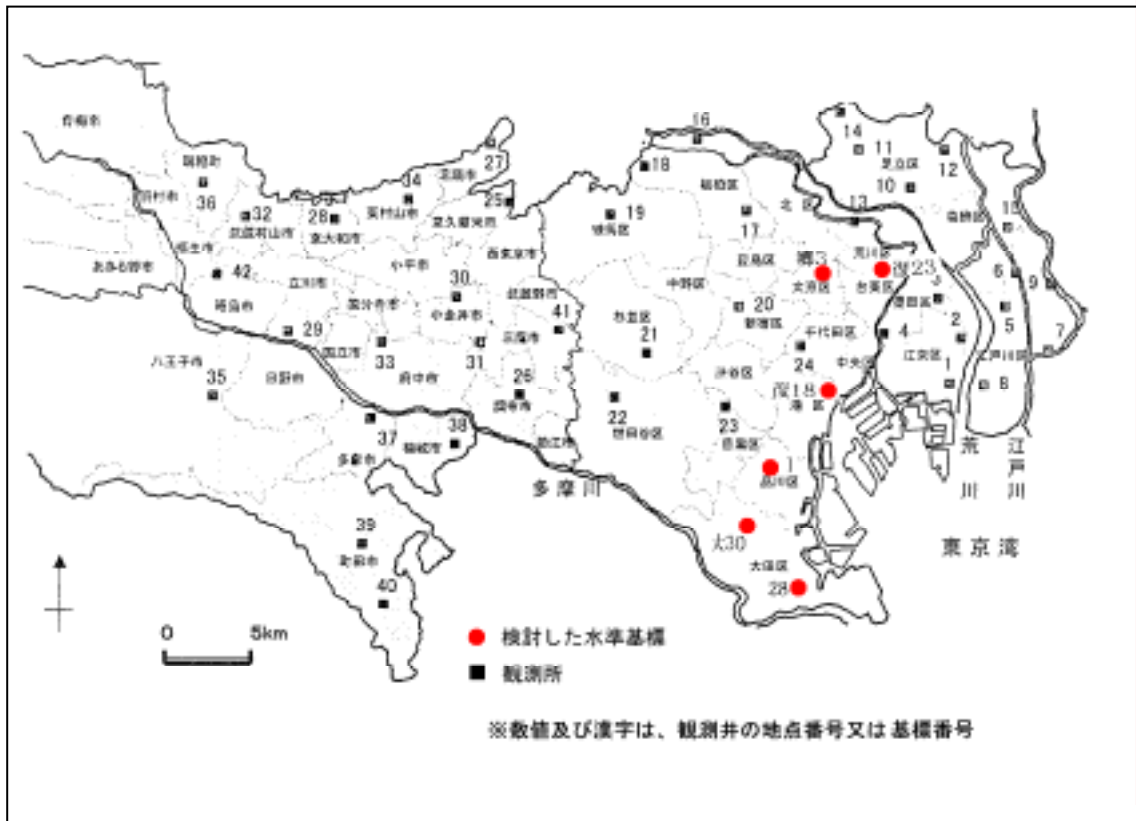 16
14
11
足立区
12
27
清瀬市
18
青梅市
瑞穂町
34
25
板橋区
北区
10
13
葛飾区
羽村市
36
32
武蔵村山市
28
東大和市
東村山市
東久留米市
19
練馬区
17
荒川区
福生市
42
あきる野市
小平市
西東京市
豊島区
復23
6
9
昭島市
立川市
国分寺市
30
小金井市
武蔵野市
中野区
文京区
台東区
墨田区
3
41
杉並区
20
新宿区
5
29
国立市
33
31
三鷹市
21
千代田区
4
江東区
2
江戸川区
7
八王子市
府中市
24
中央区
35
日野市
26
調布市
渋谷区
1
8
22
世田谷区
23
目黒区
港区
37
38
多摩市
稲城市
狛江市
多摩川
1
品川区
荒川
江戸川
39
町田市
大田区
東京湾
40
28
0 5km
検討した水準基標
観測所
※数値及び漢字は、観測井の地点番号又は基標番号